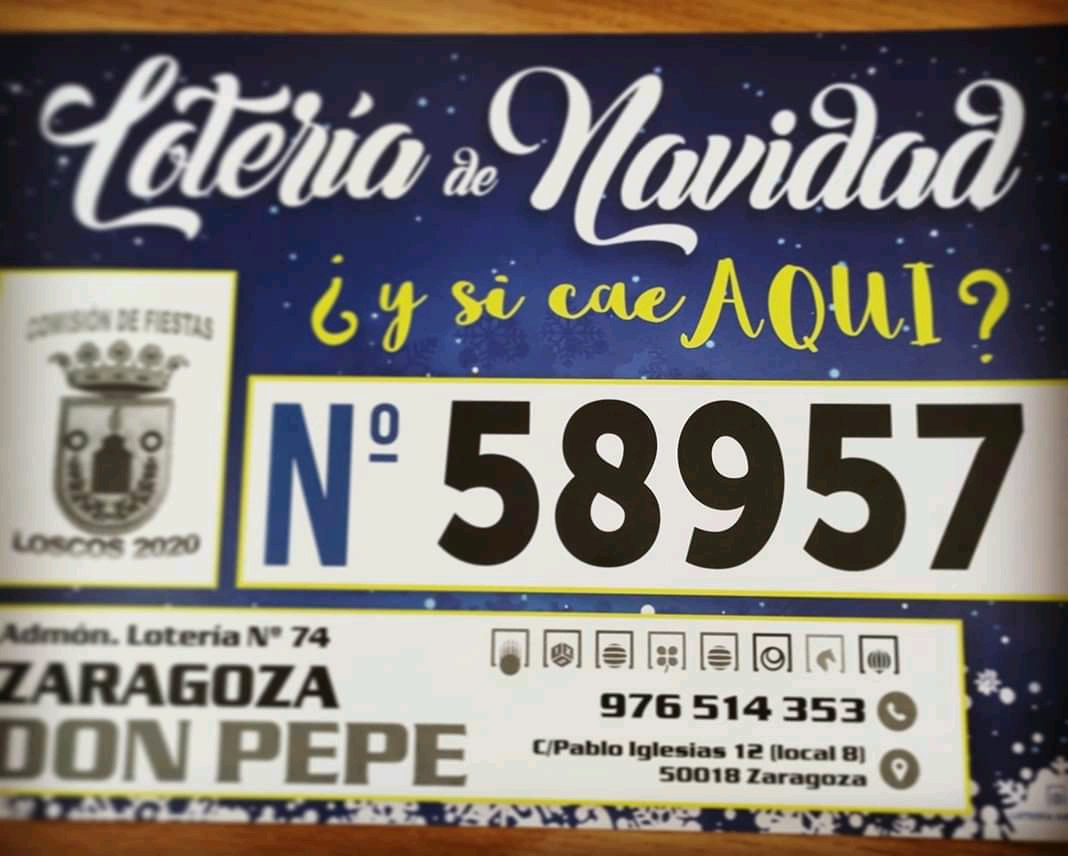 Lotería de Navidad
¿y si cae AQUI?
COMISIÓN DE FIESTAS
LOSCOS 2020
Nº 58957
Admón. Lotería Nº 74
ZARAGOZA
DON PEPE
976 514 353
C/Pablo Iglesias 12 (local 8)
50018 Zaragoza